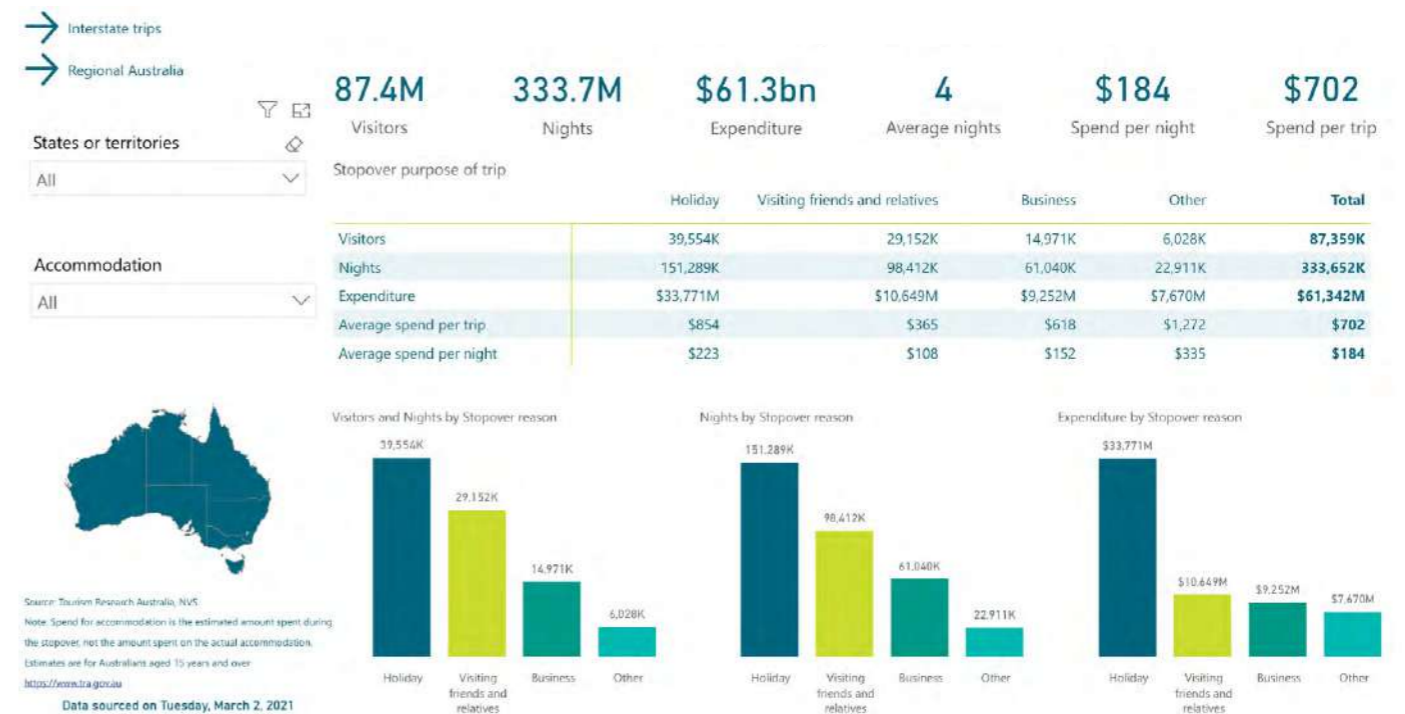 Interstate trips
Regional Australia
States or territories
All
Accommodation
All
87.4M 333.7M $61.3bn 4 $184 $702
Visitors Nights Expenditure Average nights Spend per night Spend per trip
Stopover purpose of trip
Holiday Visiting friends and relatives Business Other Total
Visitors 39,554K 29,152K 14,971K 6,028K 87,359K
Nights 151,289K 98,412K 61,040K 22,911K 333,652K
Expenditure $33,771M $10,649M $9,252M $7,670M $61,342M
Average spend per trip $854 $365 $618 $1,272 $702
Average spend per night $223 $108 $152 $335 $184
Visitors and Nights by Stopover reason
39,554K
29,152K
14,971K
6,028K
Holiday Visiting Business Other
friends and
relatives
Nights by Stopover reason
151,289K
98,412K
61,040K
22,911K
Holiday Visiting Business Other
friends and
relatives
Expenditure by Stopover reason
$33,771M
$10,649M
$9,252M
$7,670M
Holiday Visiting Business Other
friends and
relatives
Source: Tourism Research Australia, NVS
Note: Spend for accommodation is the estimated amount spent during
the stopover, not the amount spent on the actual accommodation.
Estimates are for Australians aged 15 years and over
https://www.tra.gov.au
Data sourced on Tuesday, March 2, 2021